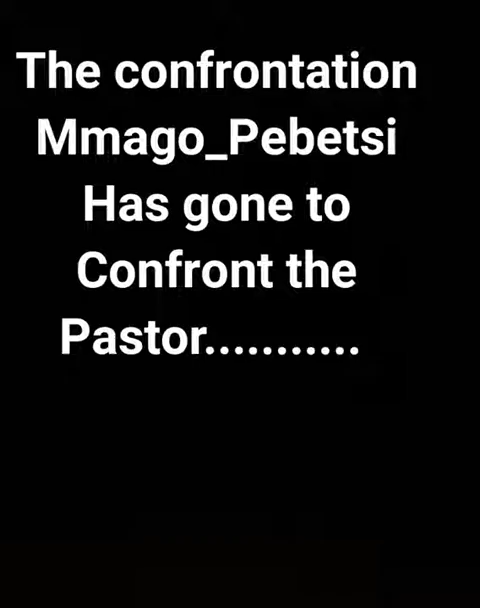 The confrontation
Mmago_Pebetsi
Has gone to
Confront the
Pastor...........